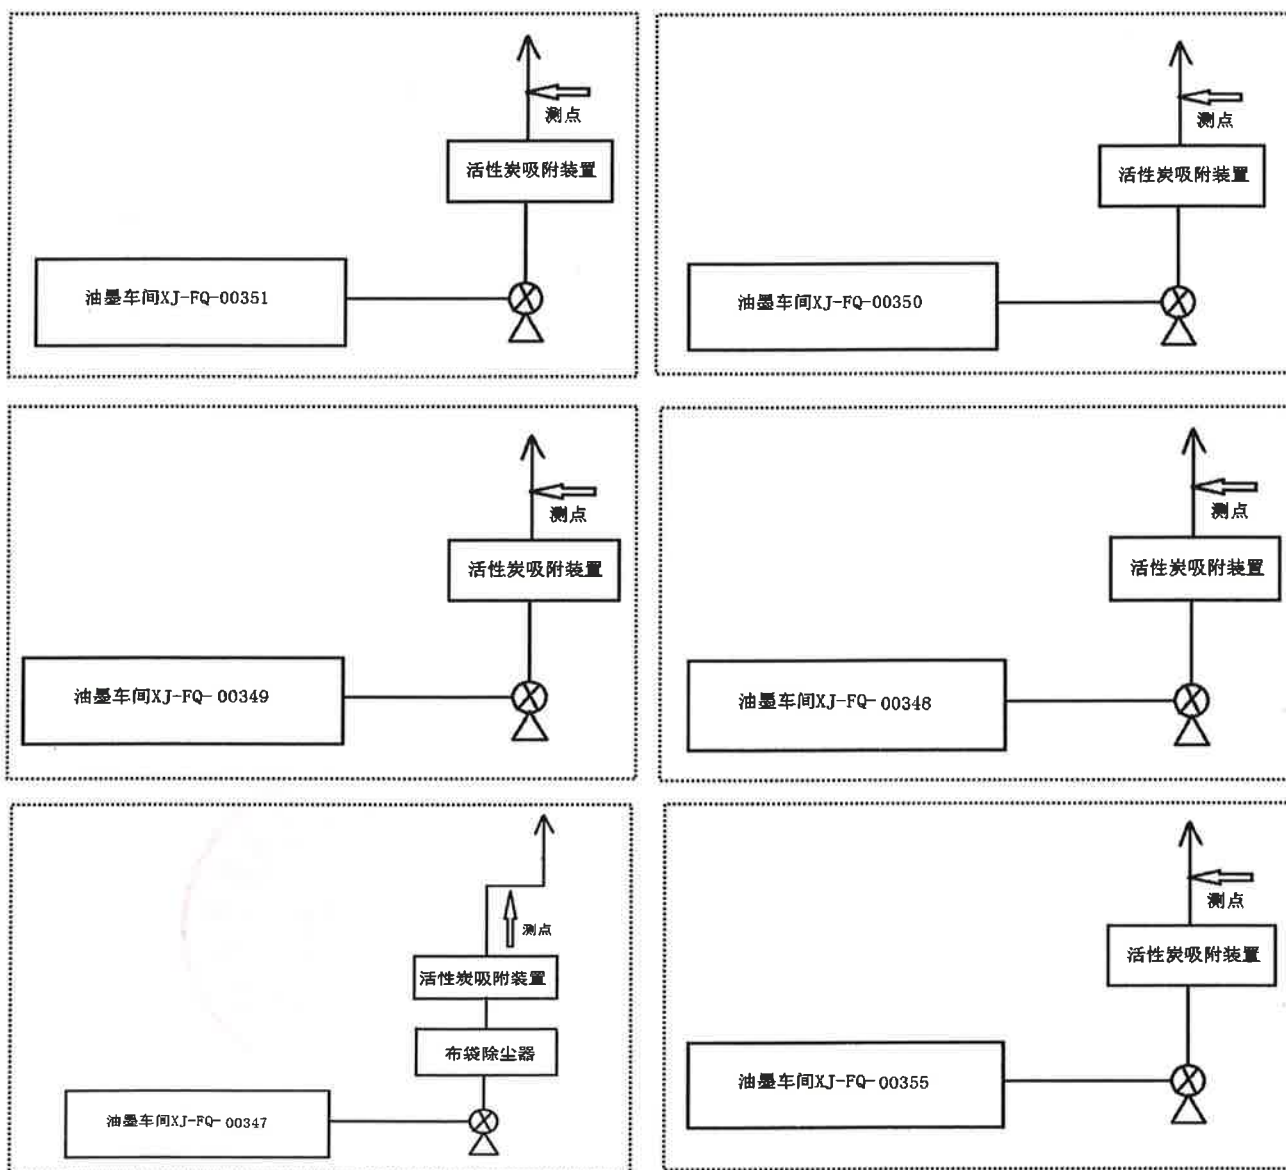 测点
活性炭吸附装置
油墨车间XJ-FQ-00351
测点
活性炭吸附装置
油墨车间XJ-FQ-00350
测点
活性炭吸附装置
油墨车间XJ-FQ-00349
测点
活性炭吸附装置
油墨车间XJ-FQ-00348
测点
活性炭吸附装置
布袋除尘器
油墨车间XJ-FQ-00347
测点
活性炭吸附装置
油墨车间XJ-FQ-00355